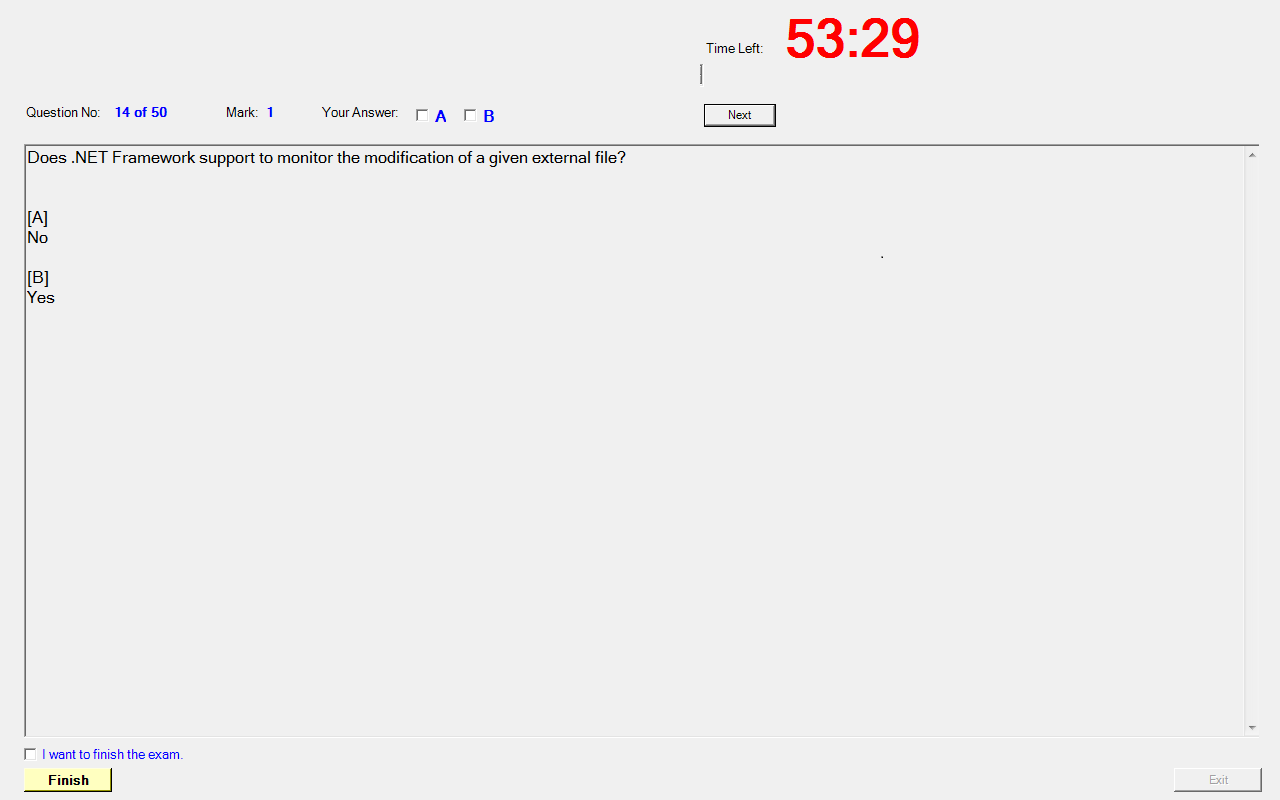 Time Left: 53:29
Question No: 14 of 50 Mark: 1 Your Answer: A B Next
Does .NET Framework support to monitor the modification of a given external file?
[A]
No
[B]
Yes
I want to finish the exam.
Finish Exit